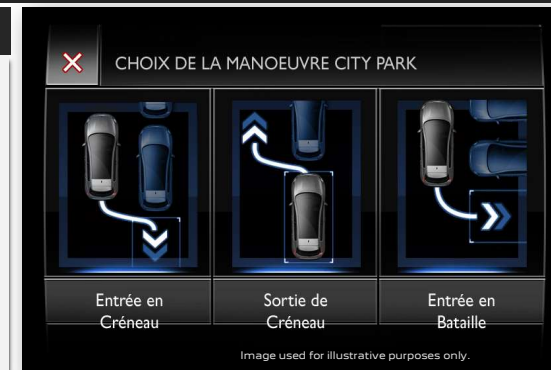 CHOIX DE LA MANOEUVRE CITY PARK
Entrée en
Créneau
Sortie de
Créneau
Entrée en
Bataille
Image used for illustrative purposes only.